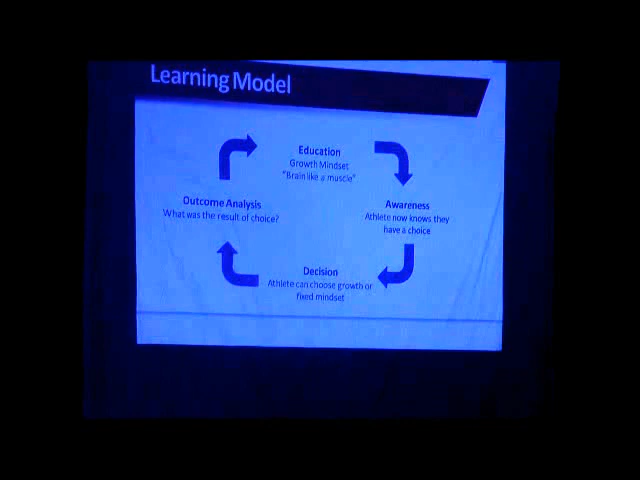 Learning Model
Education
Growth Mindset
"Brain like a muscle"
Awareness
Athlete now knows they
have a choice
Decision
Athlete can choose growth or
fixed mindset
Outcome Analysis
What was the result of choice?